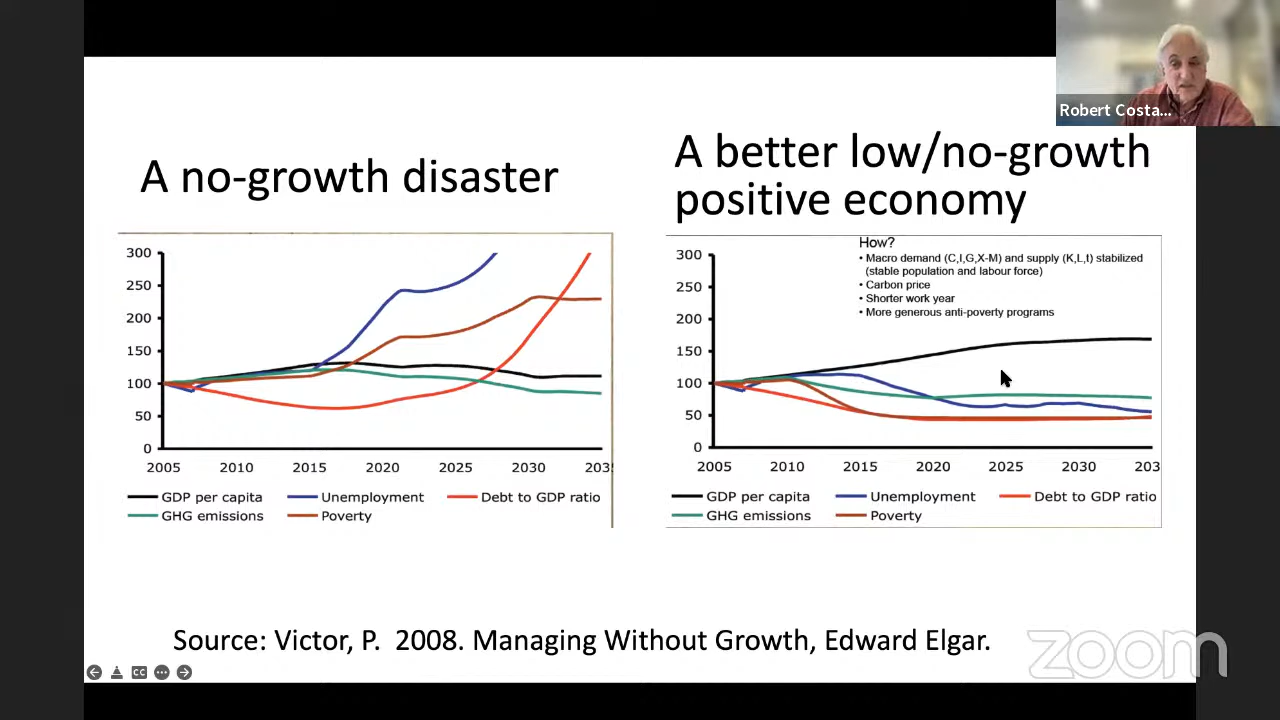 Robert Costa...
A no-growth disaster
A better low/no-growth
positive economy
300
250
200
150
100
50
0
2005 2010 2015 2020 2025 2030 203
GDP per capita Unemployment Debt to GDP ratio
GHG emissions Poverty
How?
• Macro demand (C,I,G,X-M) and supply (K,L,t) stabilized
(stable population and labour force)
• Carbon price
• Shorter work year
• More generous anti-poverty programs
300
250
200
150
100
50
0
2005 2010 2015 2020 2025 2030 203
GDP per capita Unemployment Debt to GDP ratio
GHG emissions Poverty
Source: Victor, P. 2008. Managing Without Growth, Edward Elgar.
CC
zoom